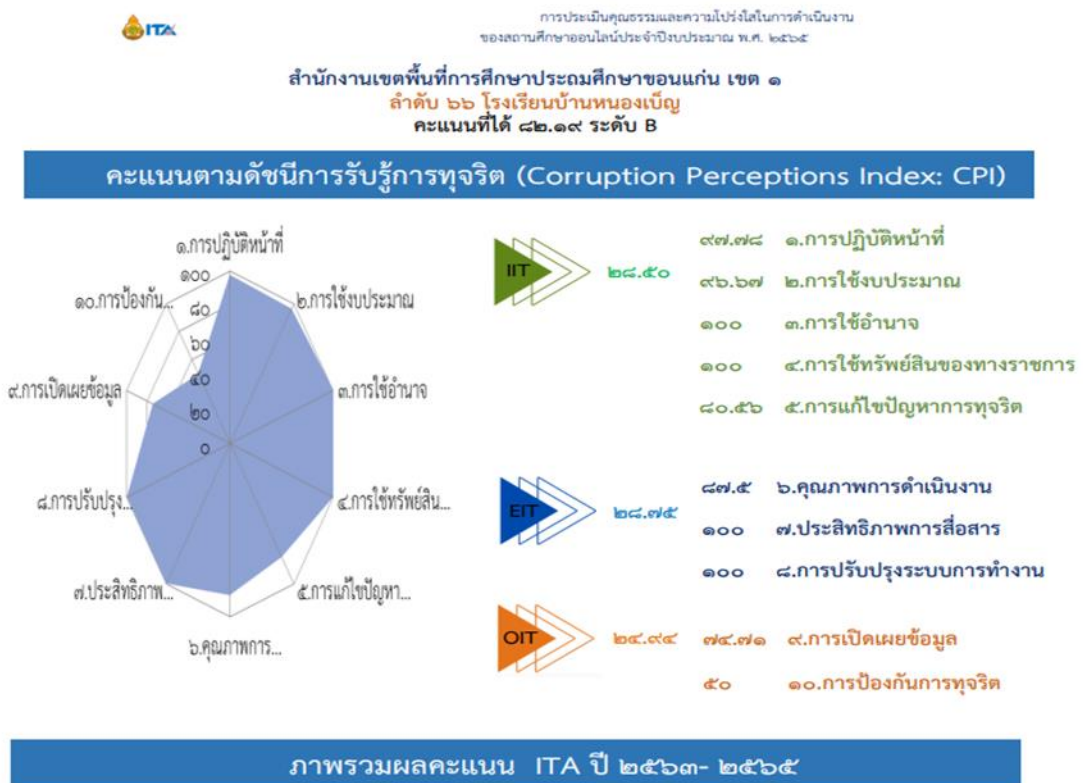 ITA
การประเมินคุณธรรมและความโปร่งใสในการดำเนินงาน
ของสถานศึกษาออนไลน์ประจำปีงบประมาณ พ.ศ. ๒๕๖๕
สำนักงานเขตพื้นที่การศึกษาประถมศึกษาขอนแก่น เขต ๑
ลำดับ ๖๖ โรงเรียนบ้านหนองเบ็ญ
คะแนนที่ได้ ๘๒.๑๙ ระดับ B
คะแนนตามดัชนีการรับรู้การทุจริต (Corruption Perceptions Index: CPI)
๑.การปฏิบัติหน้าที่
๒.การใช้งบประมาณ
๓.การใช้อำนาจ
๔.การใช้ทรัพย์สิน...
๕.การแก้ไขปัญหา...
๖.คุณภาพการ...
๗.ประสิทธิภาพ...
๘.การปรับปรุง...
๙.การเปิดเผยข้อมูล
๑๐.การป้องกัน...
๑๐๐
๘๐
๖๐
๔๐
๒๐
๐
IIT ๒๘.๕๐
๙๗.๗๘ ๑.การปฏิบัติหน้าที่
๙๖.๖๗ ๒.การใช้งบประมาณ
๑๐๐ ๓.การใช้อำนาจ
๑๐๐ ๔.การใช้ทรัพย์สินของทางราชการ
๘๐.๕๖ ๕.การแก้ไขปัญหาการทุจริต
EIT ๒๘.๗๕
๘๗.๕ ๖.คุณภาพการดำเนินงาน
๑๐๐ ๗.ประสิทธิภาพการสื่อสาร
๑๐๐ ๘.การปรับปรุงระบบการทำงาน
OIT ๒๔.๙๔
๗๔.๗๑ ๙.การเปิดเผยข้อมูล
๕๐ ๑๐.การป้องกันการทุจริต
ภาพรวมผลคะแนน ITA ปี ๒๕๖๓- ๒๕๖๕